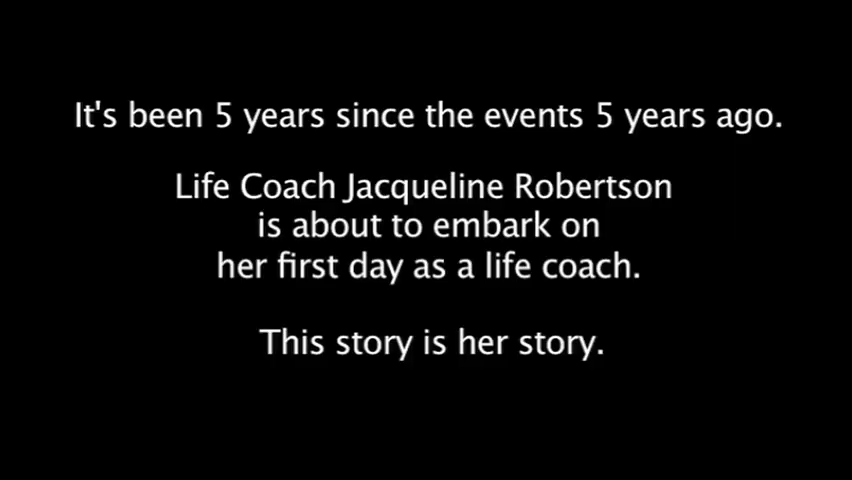 It's been 5 years since the events 5 years ago.
Life Coach Jacqueline Robertson
is about to embark on
her first day as a life coach.
This story is her story.